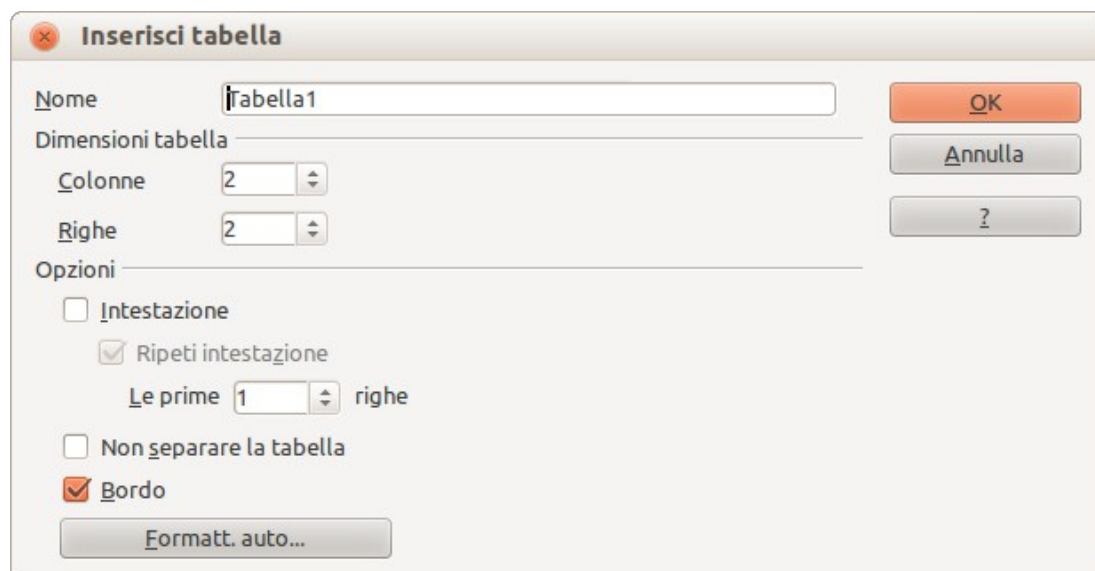 Inserisci tabella
Nome Tabella1
OK
Dimensioni tabella
Annulla
Colonne 2
Righe 2
?
Opzioni
Intestazione
Ripeti intestazione
Le prime 1 righe
Non separare la tabella
Bordo
Formatt. auto...